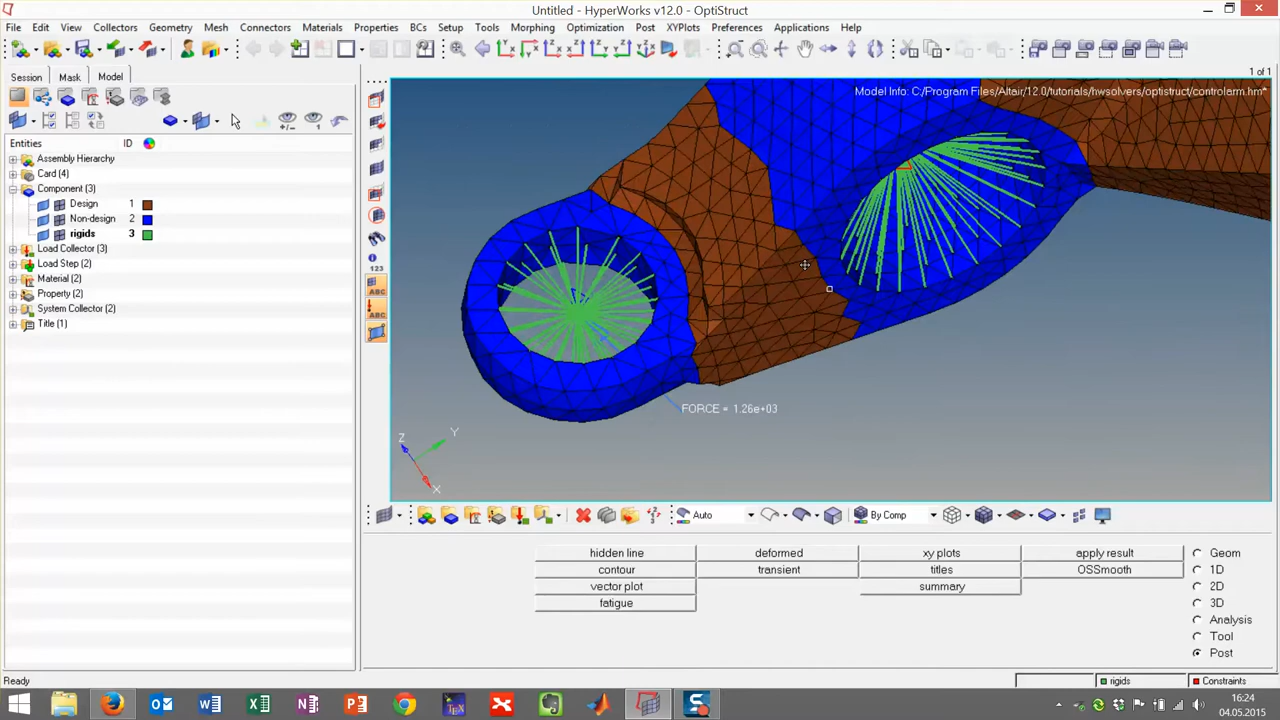 Untitled - HyperWorks v12.0 - OptiStruct
File Edit View Collectors Geometry Mesh Connectors Materials Properties BCs Setup Tools Morphing Optimization Post XYPlots Preferences Applications Help
Session Mask Model
1 of 1
Model Info: C:/Program Files/Altair/12.0/tutorials/hwsolvers/optistruct/controlarm.hm*
Entities ID
Assembly Hierarchy
Card (4)
Component (3)
Design 1
Non-design 2
rigids 3
Load Collector (3)
Load Step (2)
Material (2)
Property (2)
System Collector (2)
Title (1)
123
ABC
ABC
FORCE = 1.26e+03
Z
Y
X
Auto By Comp
hidden line deformed xy plots apply result Geom
contour transient titles OSSmooth 1D
vector plot summary 2D
fatigue 3D
Analysis
Tool
Post
Ready rigids Constraints
16:24
04.05.2015